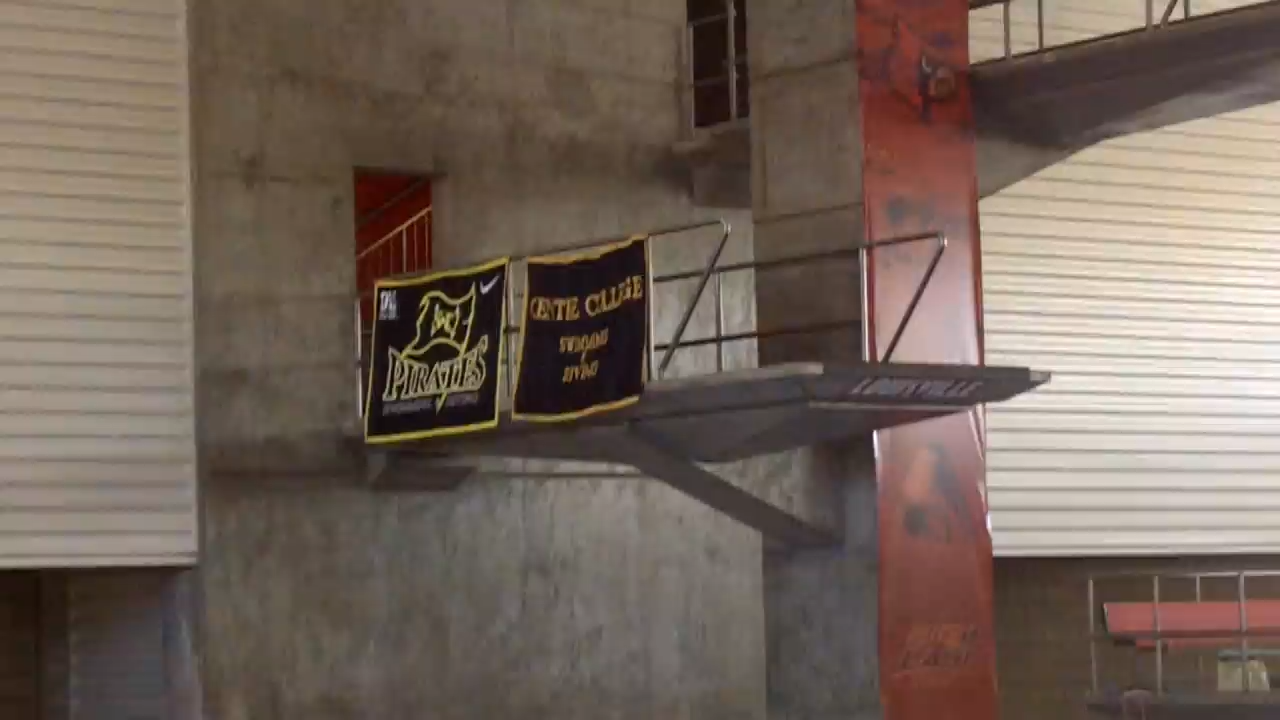 PIRATES
CENTRE COLLEGE
SWIMMING
&
DIVING
LOUISVILLE